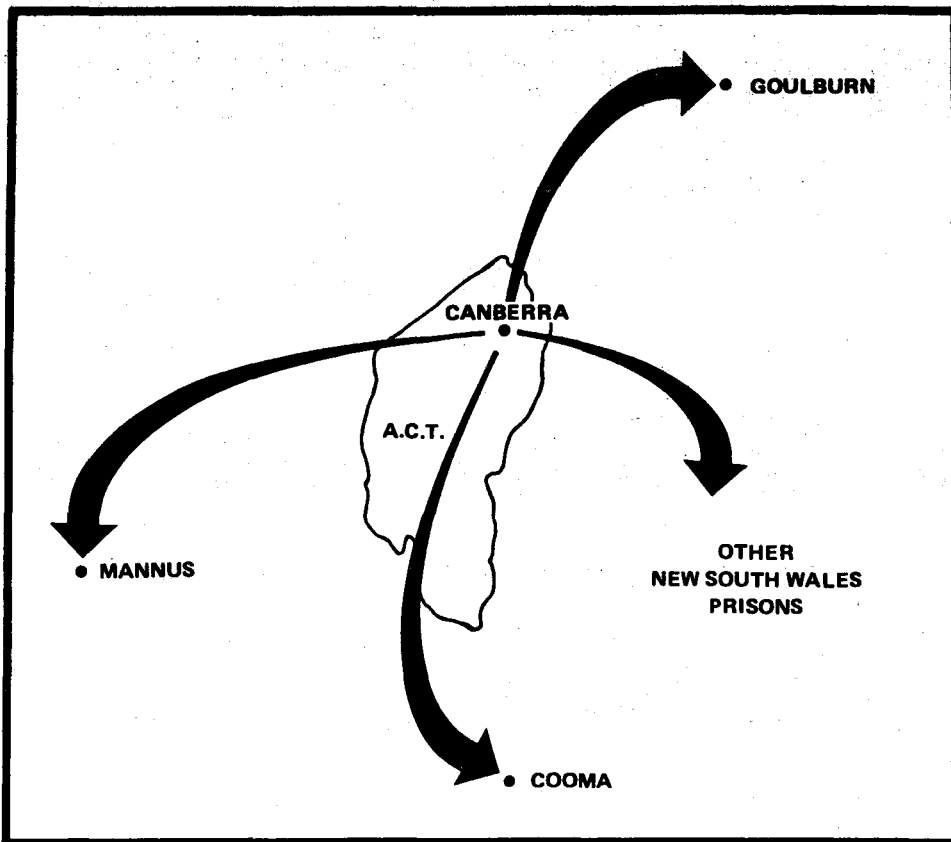 GOULBURN
CANBERRA
A.C.T.
MANNUS
OTHER
NEW SOUTH WALES
PRISONS
COOMA